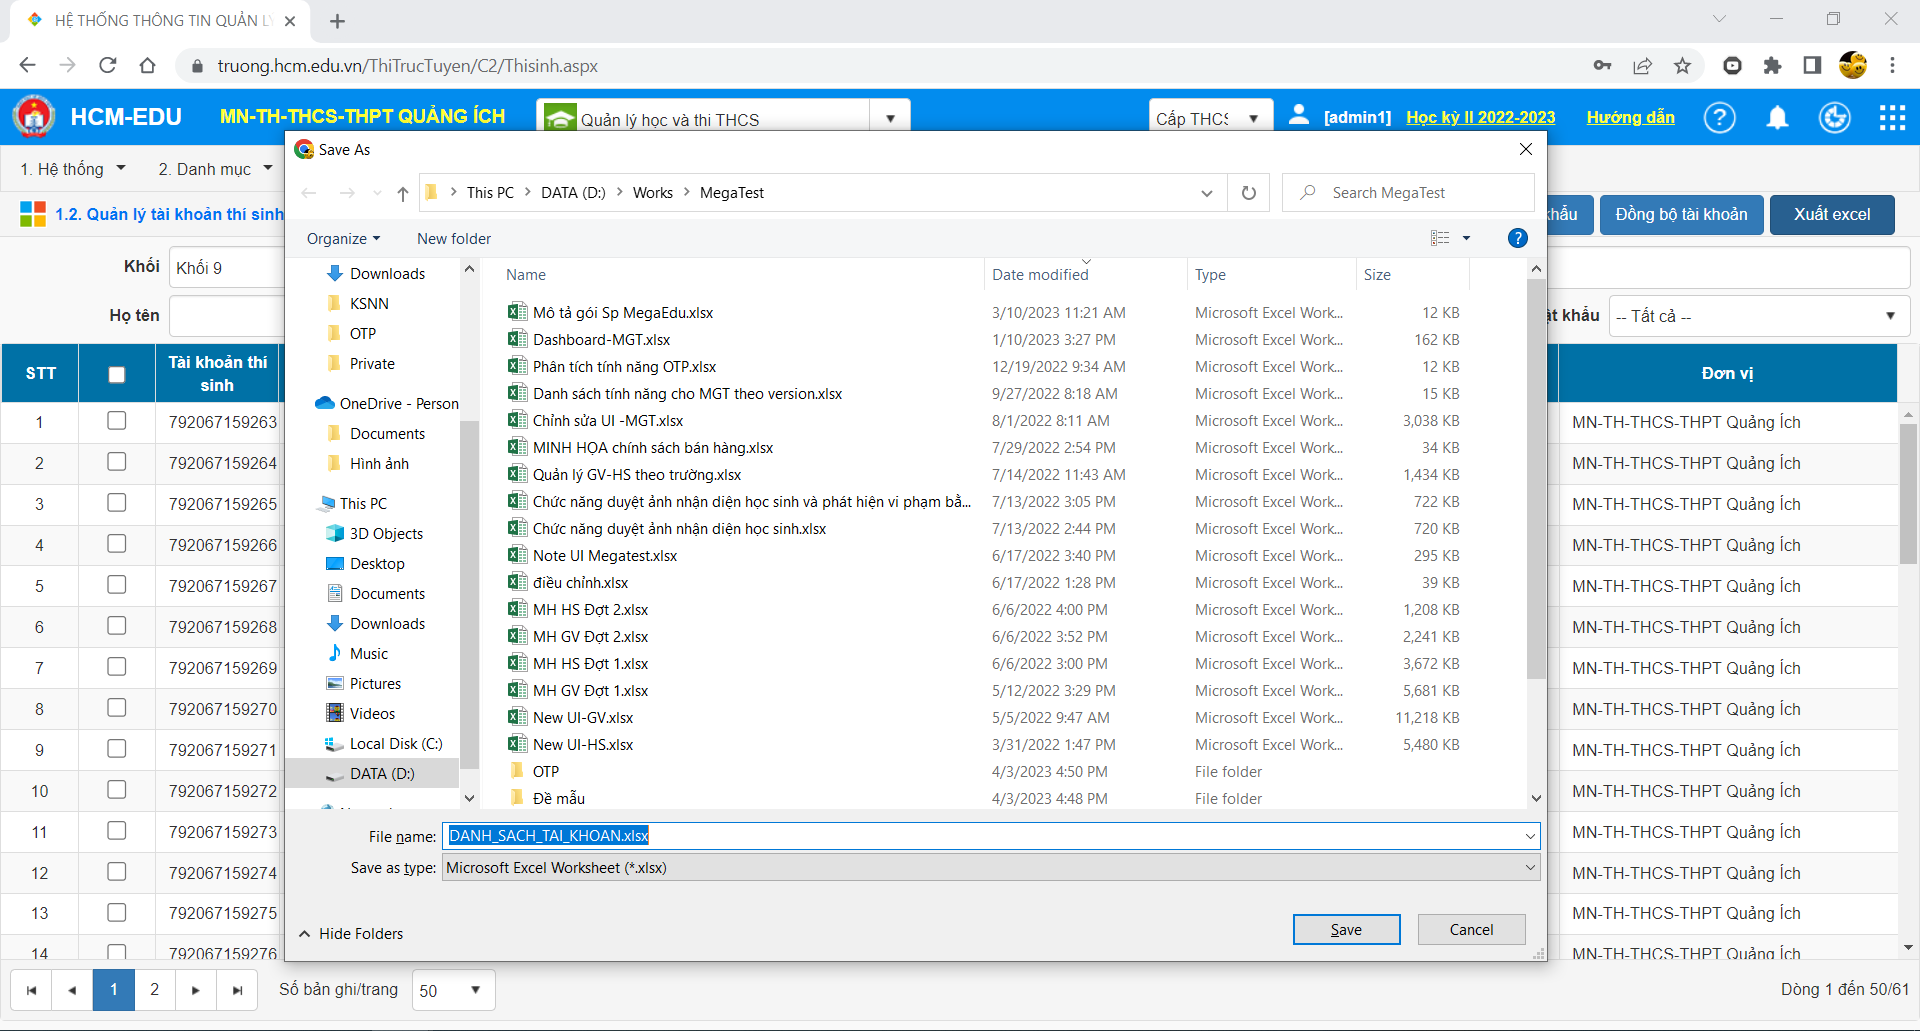 HỆ THỐNG THÔNG TIN QUẢN LÝ
truong.hcm.edu.vn/ThiTrucTuyen/C2/Thisinh.aspx
HCM-EDU
MN-TH-THCS-THPT QUẢNG ÍCH
Quản lý học và thi THCS
Cấp THCS
[admin1]
Học kỳ II 2022-2023
Hướng dẫn
1. Hệ thống
2. Danh mục
1.2. Quản lý tài khoản thí sinh
khẩu
Đồng bộ tài khoản
Xuất excel
Khối
Khối 9
Họ tên
ật khẩu
-- Tất cả --
STT
Tài khoản thí
sinh
Đơn vị
1 792067159263 MN-TH-THCS-THPT Quảng Ích
2 792067159264 MN-TH-THCS-THPT Quảng Ích
3 792067159265 MN-TH-THCS-THPT Quảng Ích
4 792067159266 MN-TH-THCS-THPT Quảng Ích
5 792067159267 MN-TH-THCS-THPT Quảng Ích
6 792067159268 MN-TH-THCS-THPT Quảng Ích
7 792067159269 MN-TH-THCS-THPT Quảng Ích
8 792067159270 MN-TH-THCS-THPT Quảng Ích
9 792067159271 MN-TH-THCS-THPT Quảng Ích
10 792067159272 MN-TH-THCS-THPT Quảng Ích
11 792067159273 MN-TH-THCS-THPT Quảng Ích
12 792067159274 MN-TH-THCS-THPT Quảng Ích
13 792067159275 MN-TH-THCS-THPT Quảng Ích
14 792067159276 MN-TH-THCS-THPT Quảng Ích
1 2
Số bản ghi/trang 50
Dòng 1 đến 50/61
Save As
This PC > DATA (D:) > Works > MegaTest
Search MegaTest
Organize
New folder
Downloads
KSNN
OTP
Private
OneDrive - Person
Documents
Hình ảnh
This PC
3D Objects
Desktop
Documents
Downloads
Music
Pictures
Videos
Local Disk (C:)
DATA (D:)
Name Date modified Type Size
Mô tả gói Sp MegaEdu.xlsx 3/10/2023 11:21 AM Microsoft Excel Work... 12 KB
Dashboard-MGT.xlsx 1/10/2023 3:27 PM Microsoft Excel Work... 162 KB
Phân tích tính năng OTP.xlsx 12/19/2022 9:34 AM Microsoft Excel Work... 12 KB
Danh sách tính năng cho MGT theo version.xlsx 9/27/2022 8:18 AM Microsoft Excel Work... 15 KB
Chỉnh sửa UI -MGT.xlsx 8/1/2022 8:11 AM Microsoft Excel Work... 3,038 KB
MINH HỌA chính sách bán hàng.xlsx 7/29/2022 2:54 PM Microsoft Excel Work... 34 KB
Quản lý GV-HS theo trường.xlsx 7/14/2022 11:43 AM Microsoft Excel Work... 1,434 KB
Chức năng duyệt ảnh nhận diện học sinh và phát hiện vi phạm bằ... 7/13/2022 3:05 PM Microsoft Excel Work... 722 KB
Chức năng duyệt ảnh nhận diện học sinh.xlsx 7/13/2022 2:44 PM Microsoft Excel Work... 720 KB
Note UI Megatest.xlsx 6/17/2022 3:40 PM Microsoft Excel Work... 295 KB
điều chỉnh.xlsx 6/17/2022 1:28 PM Microsoft Excel Work... 39 KB
MH HS Đợt 2.xlsx 6/6/2022 4:00 PM Microsoft Excel Work... 1,208 KB
MH GV Đợt 2.xlsx 6/6/2022 3:52 PM Microsoft Excel Work... 2,241 KB
MH HS Đợt 1.xlsx 6/6/2022 3:00 PM Microsoft Excel Work... 3,672 KB
MH GV Đợt 1.xlsx 5/12/2022 3:29 PM Microsoft Excel Work... 5,681 KB
New UI-GV.xlsx 5/5/2022 9:47 AM Microsoft Excel Work... 11,218 KB
New UI-HS.xlsx 3/31/2022 1:47 PM Microsoft Excel Work... 5,480 KB
OTP 4/3/2023 4:50 PM File folder
Đề mẫu 4/3/2023 4:48 PM File folder
File name: DANH_SACH_TAI_KHOAN.xlsx
Save as type: Microsoft Excel Worksheet (*.xlsx)
Hide Folders
Save
Cancel